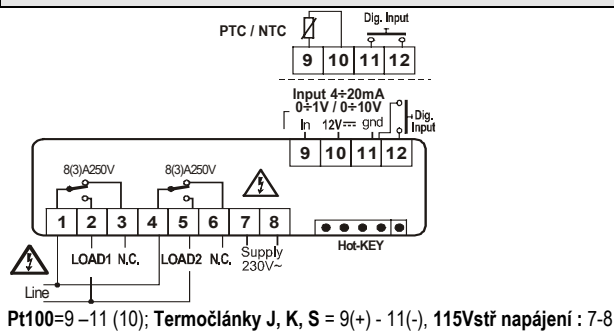 PTC / NTC
Dig. Input
9 10 11 12
Input 4÷20mA
0÷1V / 0÷10V
In 12V gnd
Dig.
Input
9 10 11 12
8(3)A250V 8(3)A250V
1 2 3 4 5 6 7 8
LOAD1 N.C. LOAD2 N.C. Supply
230V~
Hot-KEY
Line
Pt100=9 –11 (10); Termočlánky J, K, S = 9(+) - 11(-), 115Vstř napájení : 7-8